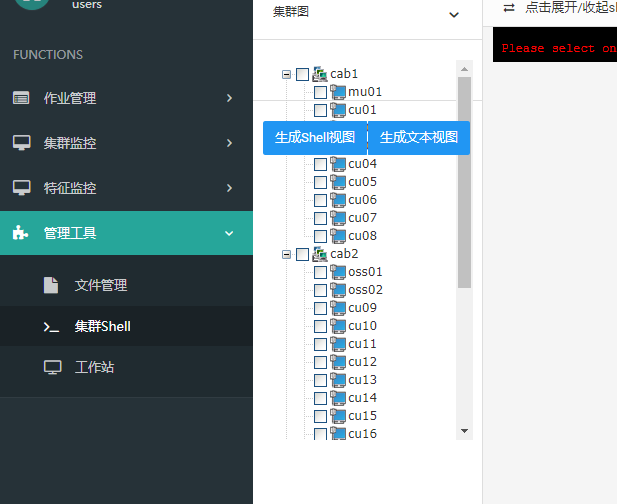 users
FUNCTIONS
作业管理
集群监控
特征监控
管理工具
文件管理
集群Shell
工作站
集群图
cab1
mu01
cu01
生成Shell视图
生成文本视图
cu04
cu05
cu06
cu07
cu08
cab2
oss01
oss02
cu09
cu10
cu11
cu12
cu13
cu14
cu15
cu16
点击展开/收起
Please select on